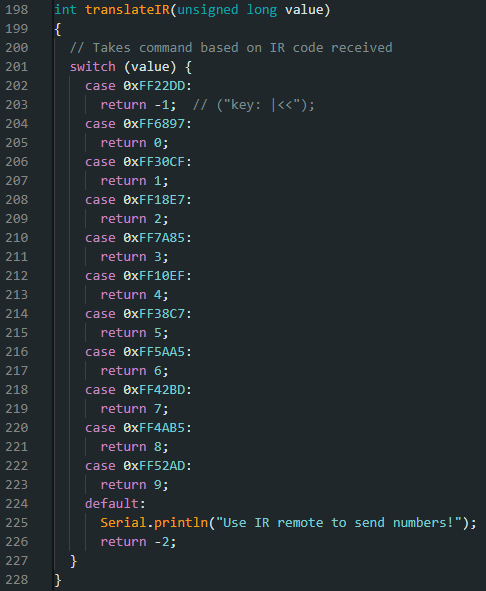 198 int translateIR(unsigned long value)
199 {
200   // Takes command based on IR code received
201   switch (value) {
202     case 0xFF22DD:
203       return -1;  // ("key: |<<");
204     case 0xFF6897:
205       return 0;
206     case 0xFF30CF:
207       return 1;
208     case 0xFF18E7:
209       return 2;
210     case 0xFF7A85:
211       return 3;
212     case 0xFF10EF:
213       return 4;
214     case 0xFF38C7:
215       return 5;
216     case 0xFF5AA5:
217       return 6;
218     case 0xFF42BD:
219       return 7;
220     case 0xFF4AB5:
221       return 8;
222     case 0xFF52AD:
223       return 9;
224     default:
225       Serial.println("Use IR remote to send numbers!");
226       return -2;
227   }
228 }